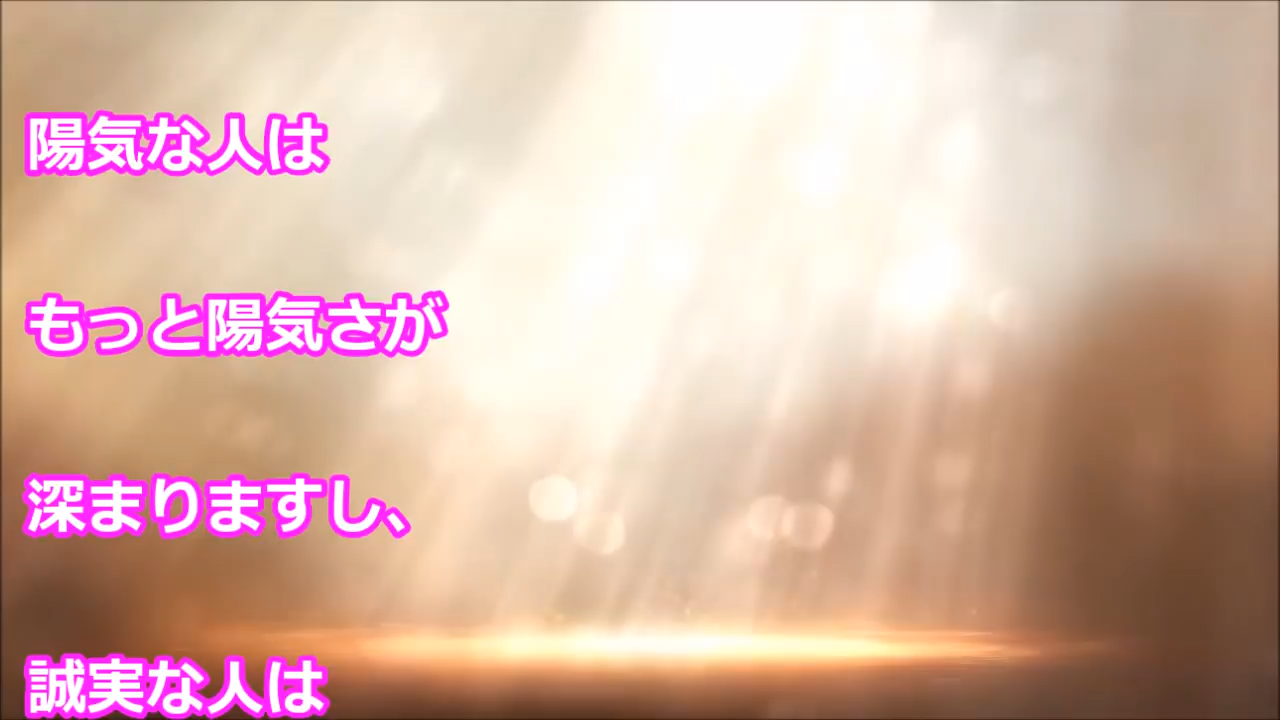 陽気な人は
もっと陽気さが
深まりますし、
誠実な人は